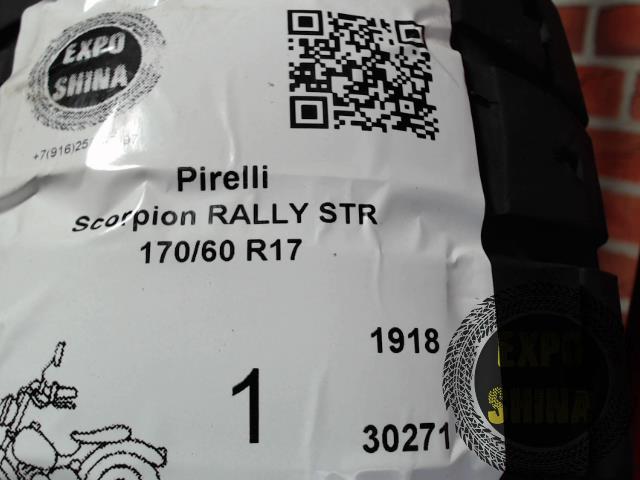 EXPO
SHINA
Pirelli
Scorpion RALLY STR
170/60 R17
1918
1
30271
EXPO
SHINA